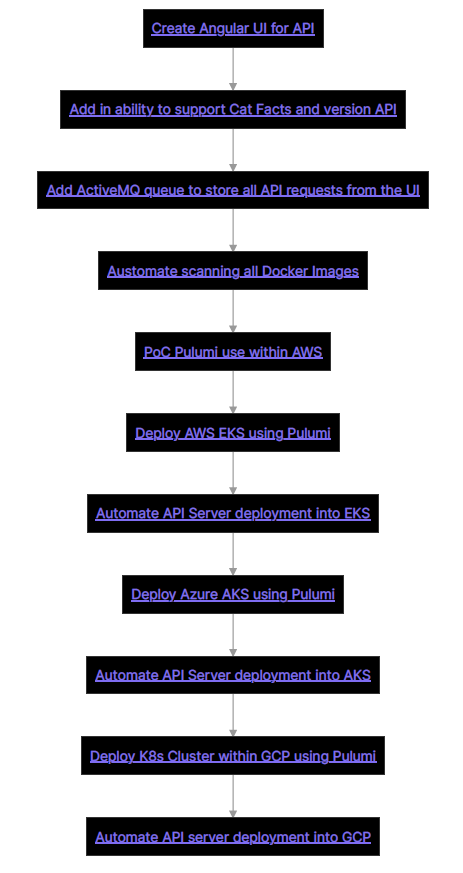 Create Angular UI for API
Add in ability to support Cat Facts and version API
Add ActiveMQ queue to store all API requests from the UI
Austomate scanning all Docker Images
PoC Pulumi use within AWS
Deploy AWS EKS using Pulumi
Automate API Server deployment into EKS
Deploy Azure AKS using Pulumi
Automate API Server deployment into AKS
Deploy K8s Cluster within GCP using Pulumi
Automate API server deployment into GCP